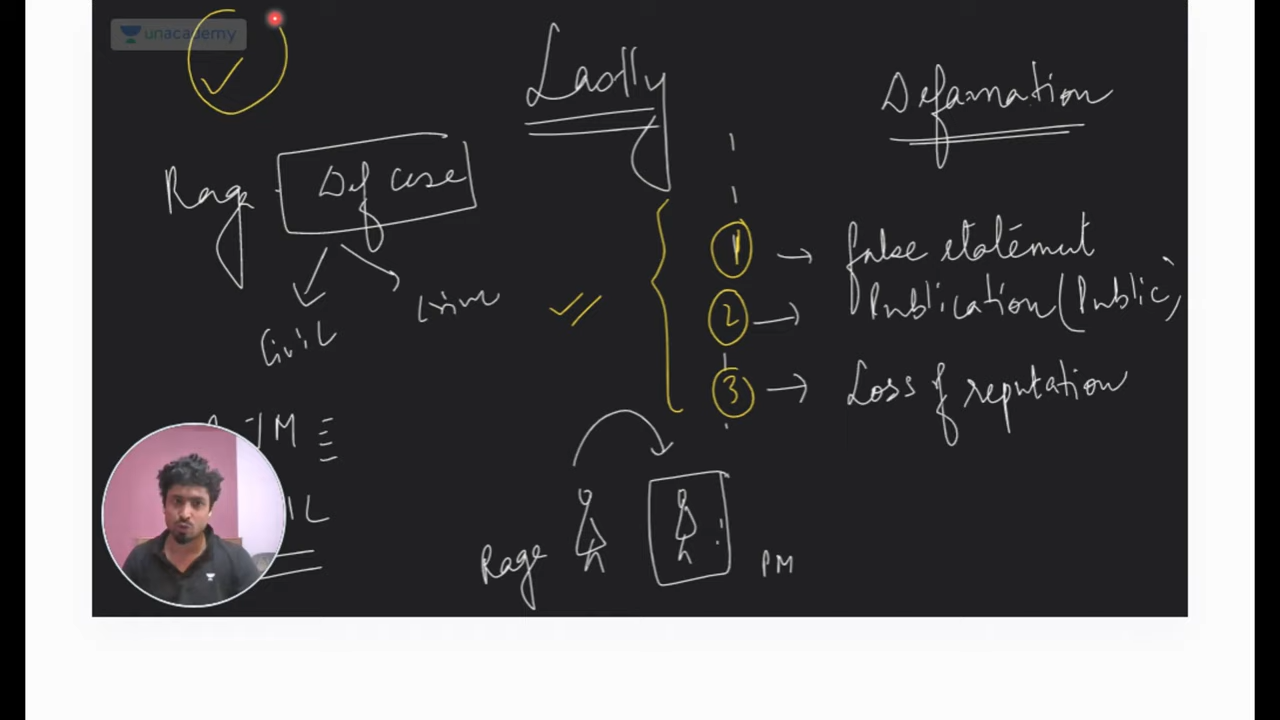 unacademy
Laolly
Defamation
Rage
Def case
1 → false statement
2 → Publication (Public)
3 → Loss of reputation
Civil
Crime
Rage
PM